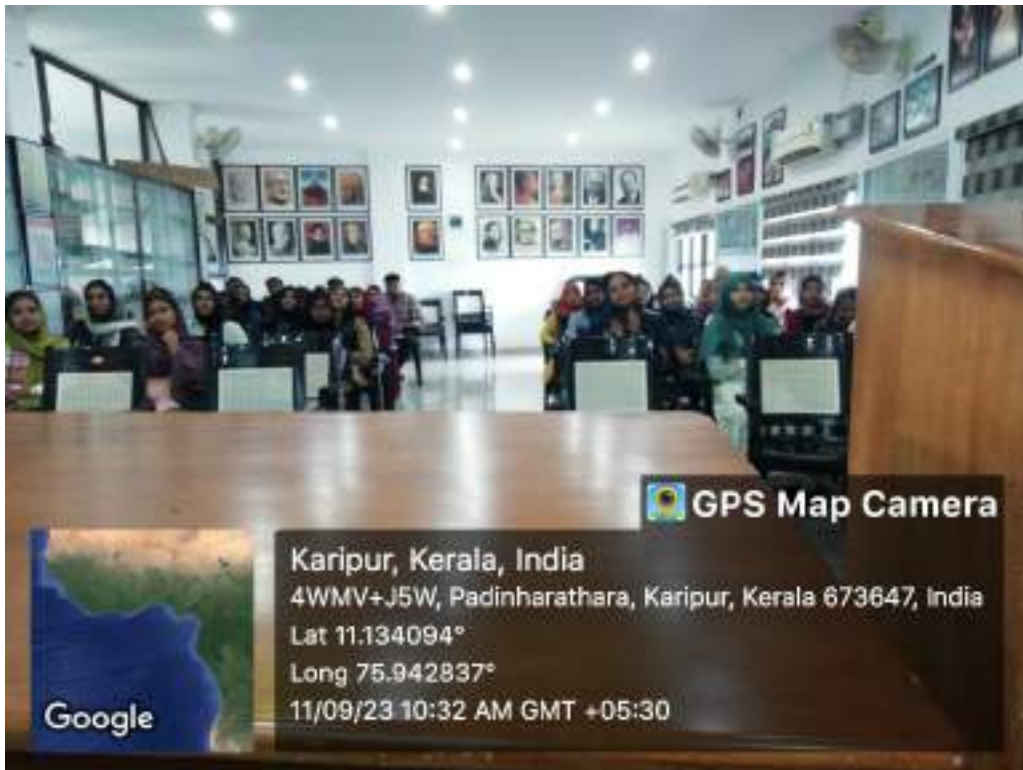 GPS Map Camera
Karipur, Kerala, India
4WMV+J5W, Padinharathara, Karipur, Kerala 673647, India
Lat 11.134094°
Long 75.942837°
11/09/23 10:32 AM GMT +05:30
Google